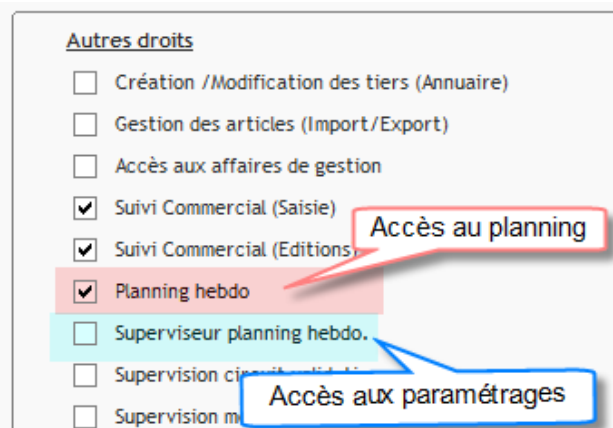 Autres droits
Création /Modification des tiers (Annuaire)
Gestion des articles (Import/Export)
Accès aux affaires de gestion
Suivi Commercial (Saisie)
Accès au planning
Suivi Commercial (Editions)
Planning hebdo
Superviseur planning hebdo.
Supervision
Accès aux paramétrages
Supervision